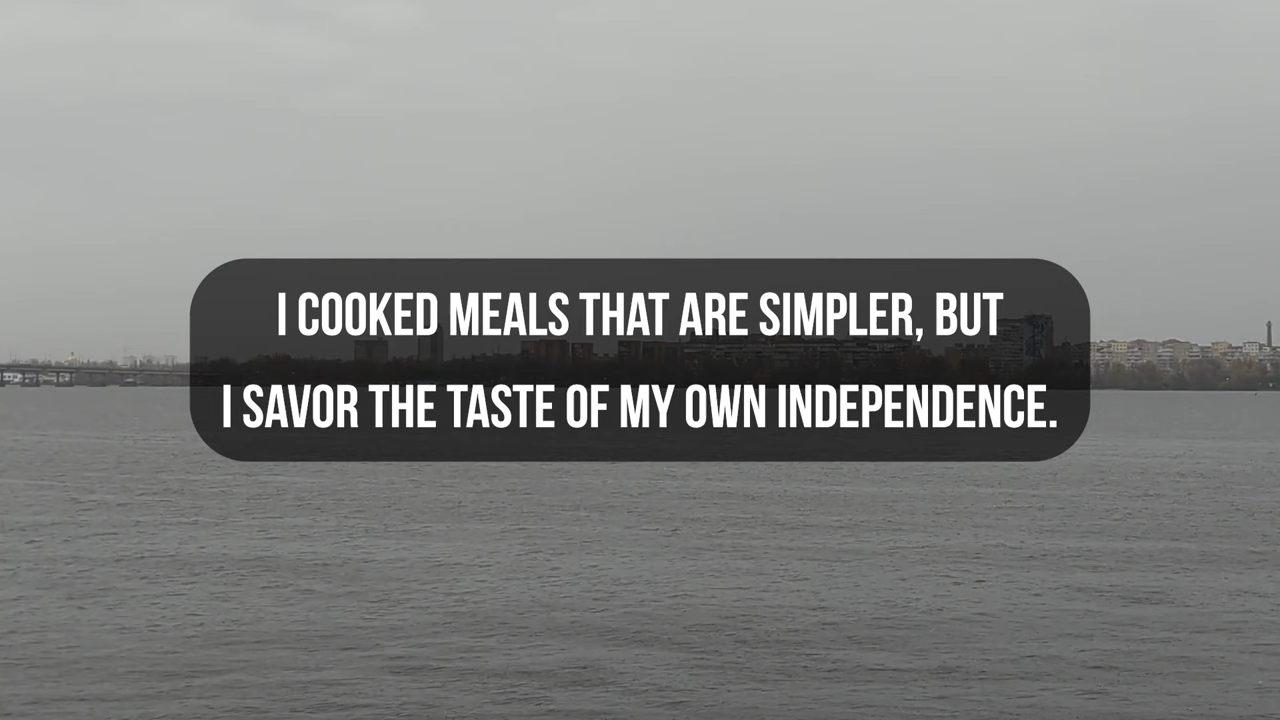 I COOKED MEALS THAT ARE SIMPLER, BUT
I SAVOR THE TASTE OF MY OWN INDEPENDENCE.